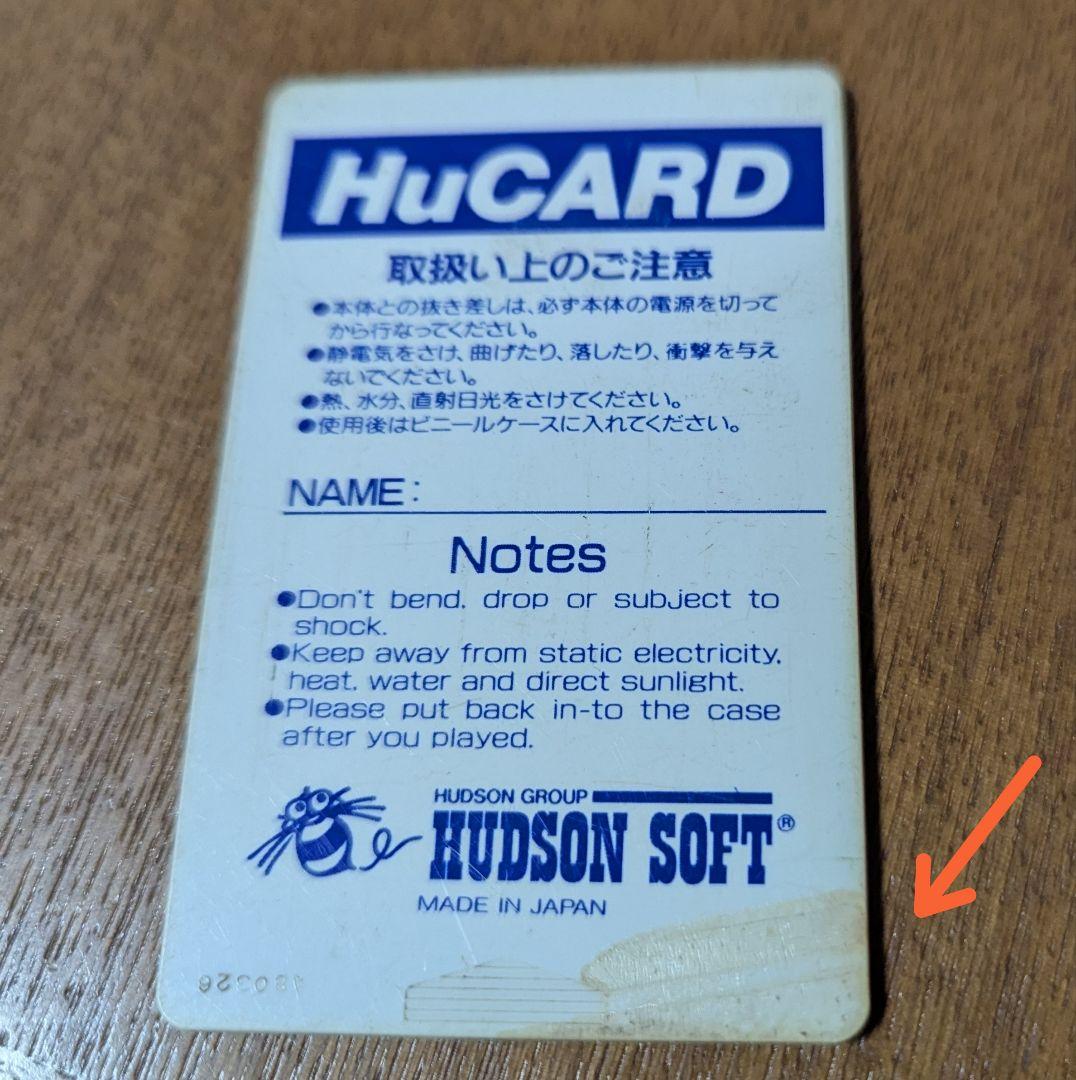 HuCARD
取扱い上のご注意
●本体との抜き差しは、必ず本体の電源を切って
から行なってください。
●静電気をさけ、曲げたり、落したり、衝撃を与え
ないでください。
●熱、水分、直射日光をさけてください。
●使用後はビニールケースに入れてください。
NAME:
Notes
●Don't bend, drop or subject to
shock.
●Keep away from static electricity,
heat, water and direct sunlight.
●Please put back in-to the case
after you played.
HUDSON GROUP
HUDSON SOFT®
MADE IN JAPAN